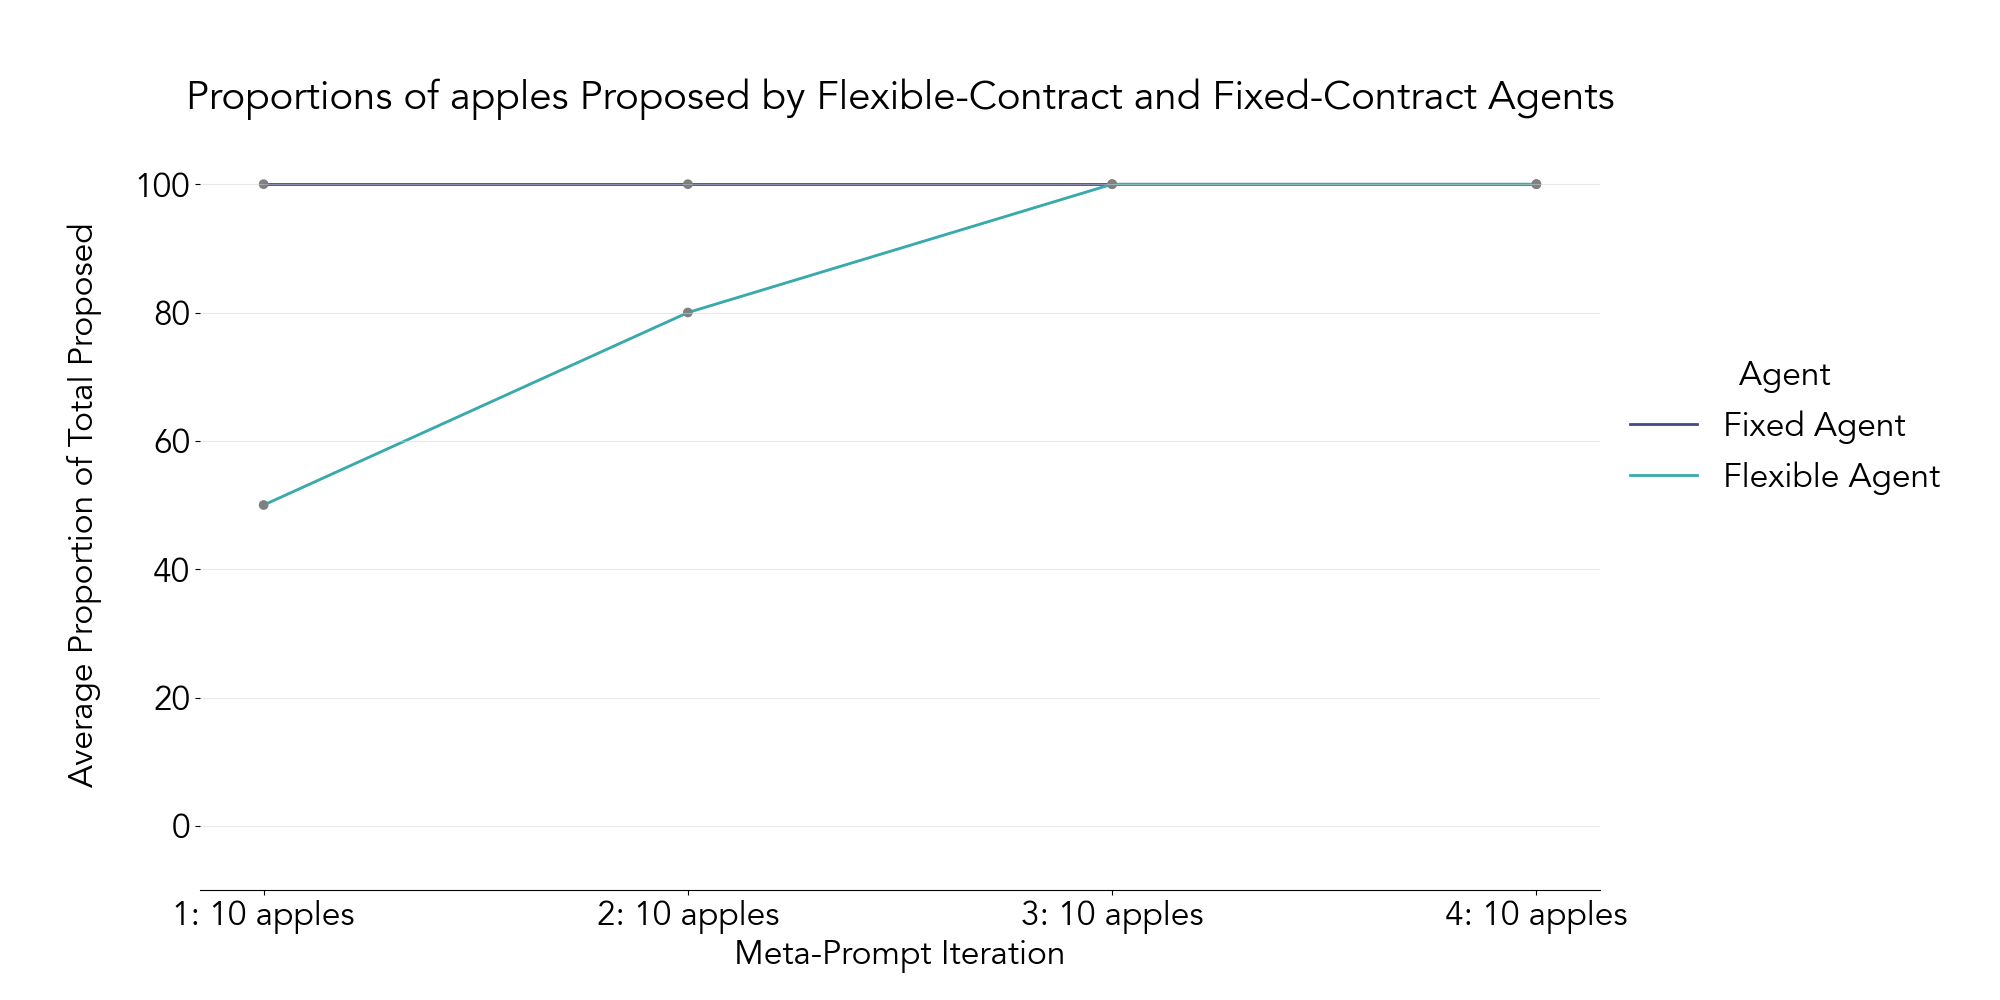 Proportions of apples Proposed by Flexible-Contract and Fixed-Contract Agents
Average Proportion of Total Proposed
100
80
60
40
20
0
1: 10 apples
2: 10 apples
3: 10 apples
4: 10 apples
Meta-Prompt Iteration
Agent
Fixed Agent
Flexible Agent